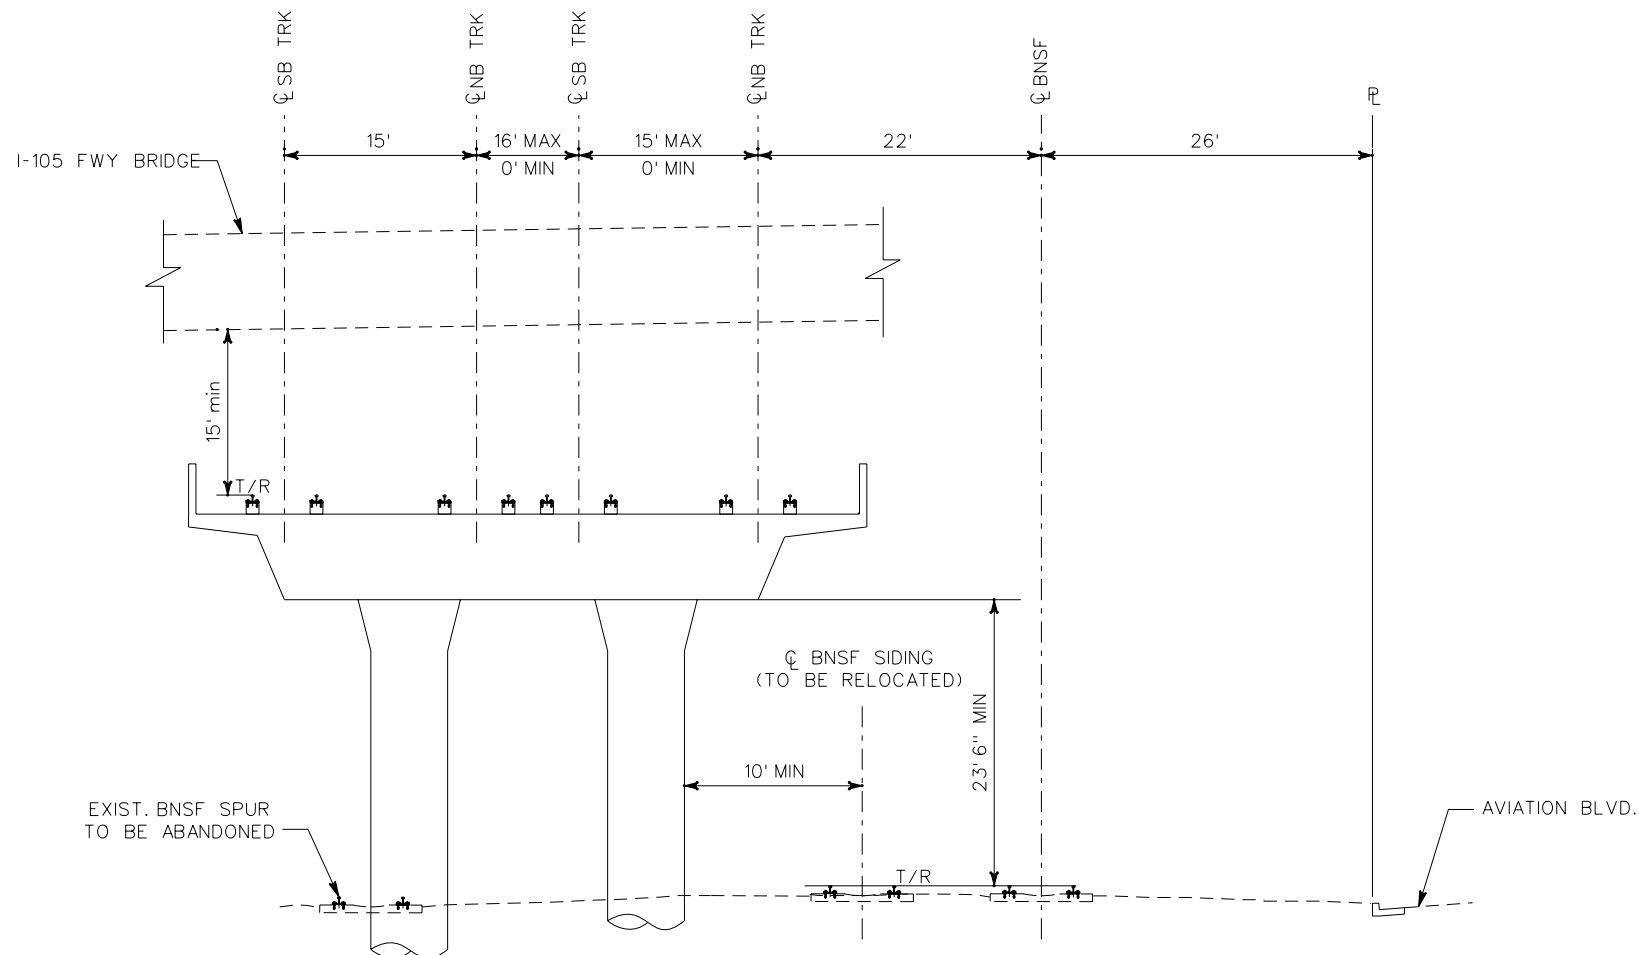 ℄ SB TRK
℄ NB TRK
℄ SB TRK
℄ NB TRK
℄ BNSF
PL
15'
16' MAX
0' MIN
15' MAX
0' MIN
22'
26'
I-105 FWY BRIDGE
15' min
T/R
℄ BNSF SIDING
(TO BE RELOCATED)
23' 6" MIN
10' MIN
EXIST. BNSF SPUR
TO BE ABANDONED
AVIATION BLVD.
T/R